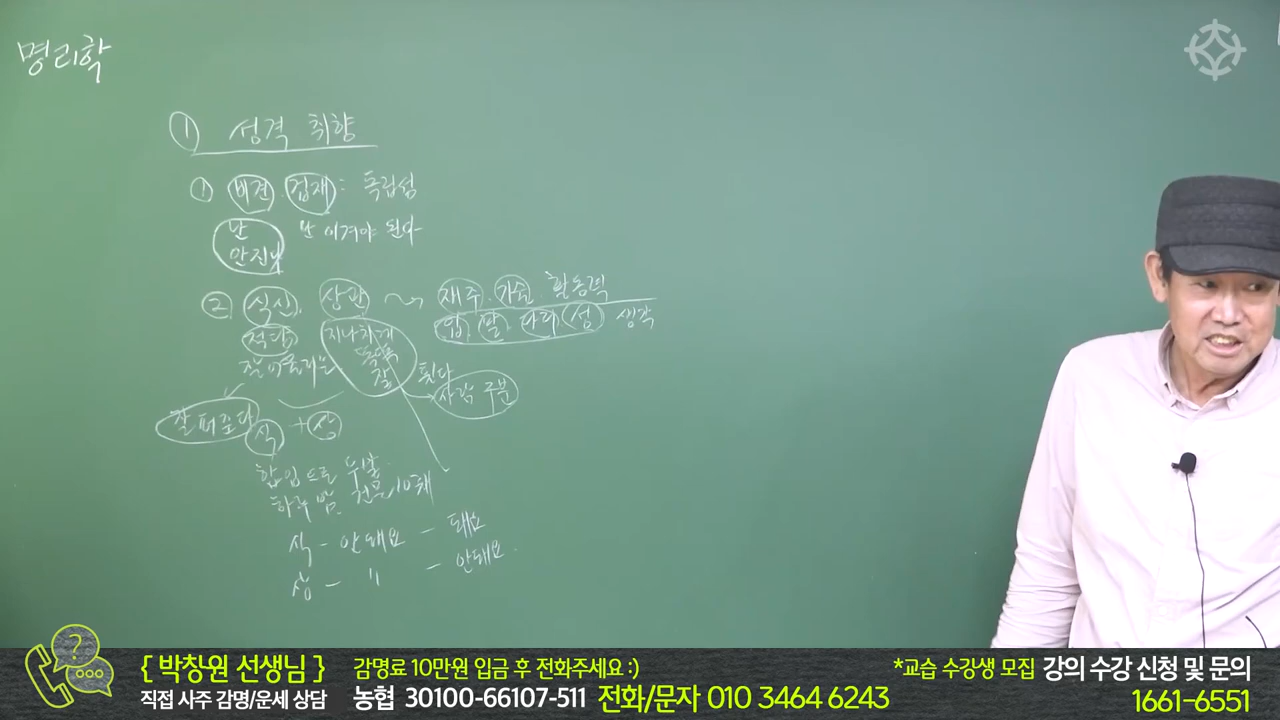 명리학
① 성격 취향
① 비견. 겁재: 독립성
난 난 이겨야 된다
안진다
② 식신. 상관 재주. 기술. 활동력
적당 지나치게 입, 말, 생각
잘
사람 구분
잘 퍼준다
식 + 상
식 - 안돼요 - 돼요
상 - 〃 - 안돼요.
{ 박창원 선생님 }
직접 사주 감명/운세 상담
감명료 10만원 입금 후 전화주세요 :)
농협 30100-66107-511 전화/문자 010 3464 6243
*교습 수강생 모집 강의 수강 신청 및 문의
1661-6551